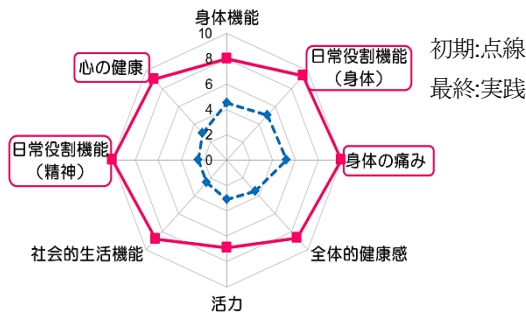 身体機能
10
8
6
4
2
0
日常役割機能
(身体)
初期:点線
最終:実践
身体の痛み
全体的健康感
活力
社会的生活機能
日常役割機能
(精神)
心の健康